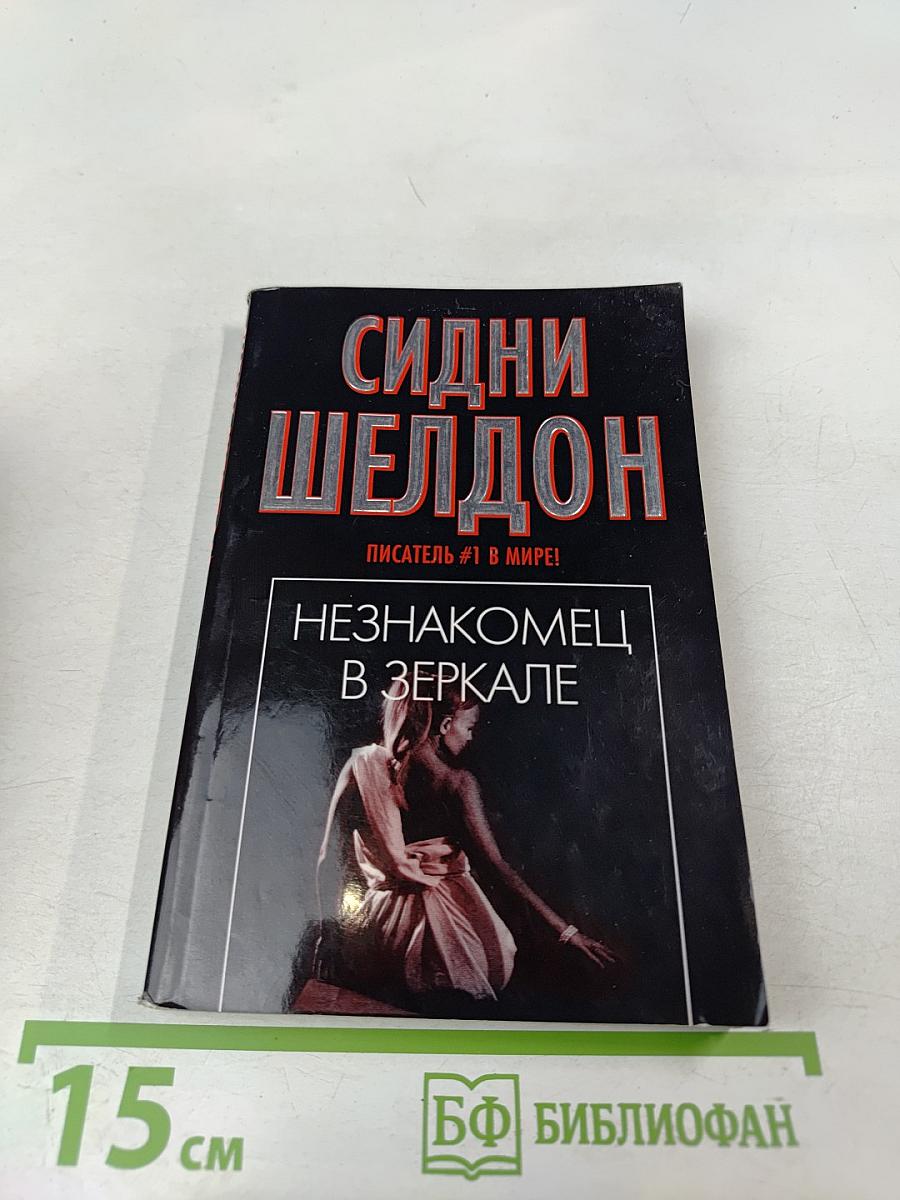 СИДНИ
ШЕЛДОН
ПИСАТЕЛЬ #1 В МИРЕ!
НЕЗНАКОМЕЦ
В ЗЕРКАЛЕ
15 см
БФ БИБЛИОФАН